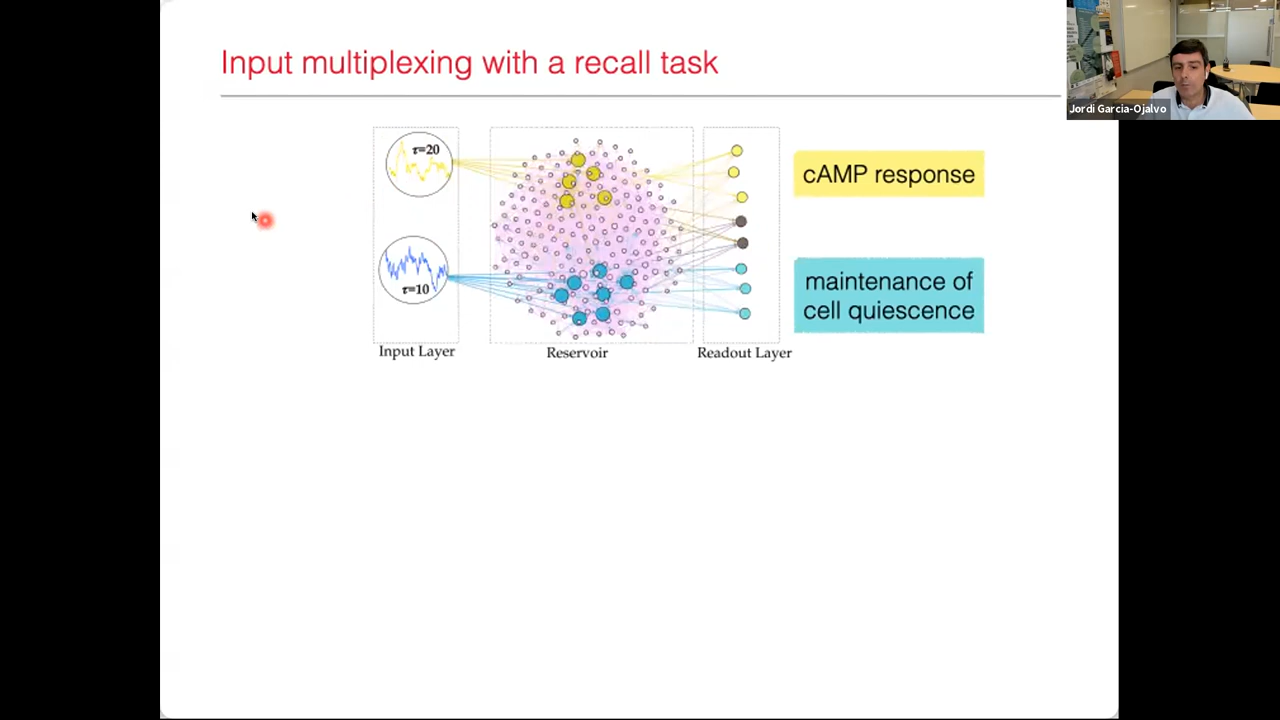 Input multiplexing with a recall task
Jordi Garcia-Ojalvo
τ=20
cAMP response
τ=10
maintenance of
cell quiescence
Input Layer
Reservoir
Readout Layer